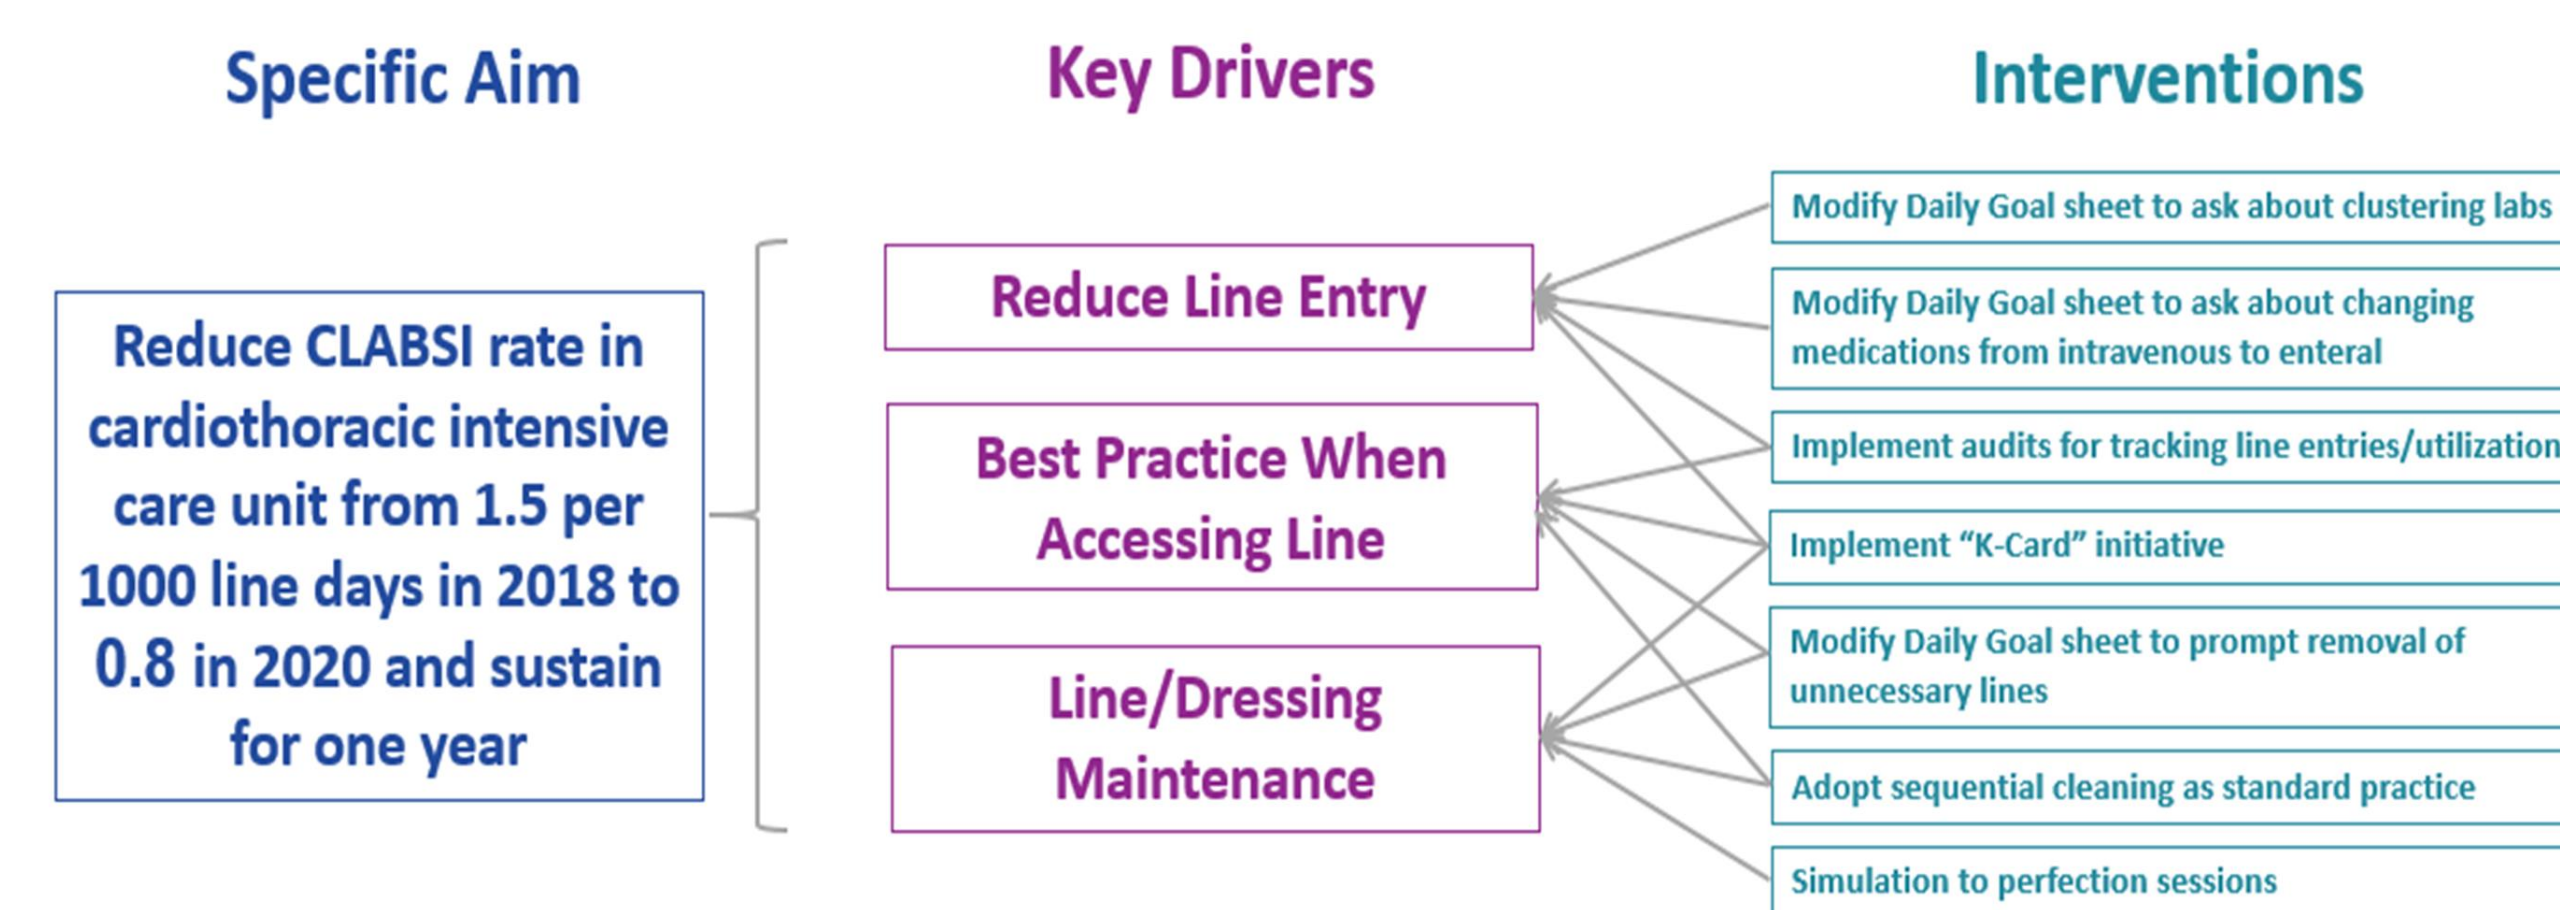 Specific Aim
Key Drivers
Interventions
Reduce CLABSI rate in
cardiothoracic intensive
care unit from 1.5 per
1000 line days in 2018 to
0.8 in 2020 and sustain
for one year
Reduce Line Entry
Best Practice When
Accessing Line
Line/Dressing
Maintenance
Modify Daily Goal sheet to ask about clustering labs
Modify Daily Goal sheet to ask about changing
medications from intravenous to enteral
Implement audits for tracking line entries/utilization
Implement “K-Card” initiative
Modify Daily Goal sheet to prompt removal of
unnecessary lines
Adopt sequential cleaning as standard practice
Simulation to perfection sessions